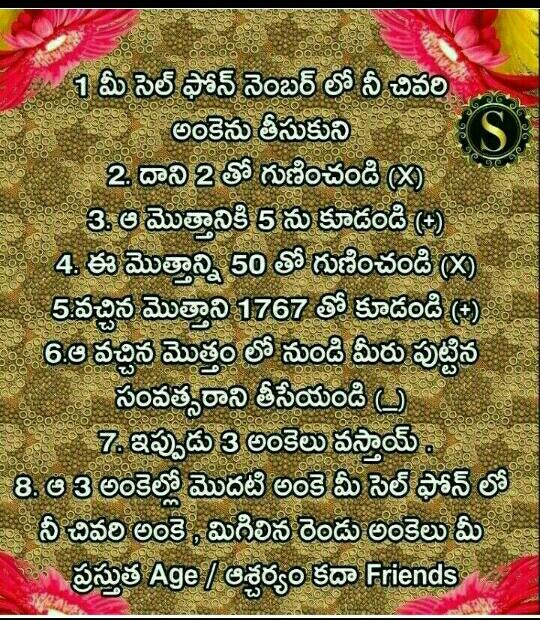 1 మీ సెల్ ఫోన్ నెంబర్ లో నీ చివరి
అంకెను తీసుకుని
S
2. దాని 2 తో గుణించండి (X)
3. ఆ మొత్తానికి 5 ను కూడండి (+)
4. ఈ మొత్తాన్ని 50 తో గుణించండి (X)
5.వచ్చిన మొత్తాని 1767 తో కూడండి (+)
6.ఆ వచ్చిన మొత్తం లో నుండి మీరు పుట్టిన
సంవత్సరాని తీసేయండి (_)
7. ఇప్పుడు 3 అంకెలు వస్తాయ్ .
8. ఆ 3 అంకెల్లో మొదటి అంకె మీ సెల్ ఫోన్ లో
నీ చివరి అంకె , మిగిలిన రెండు అంకెలు మీ
ప్రస్తుత Age / ఆశ్చర్యం కదా Friends